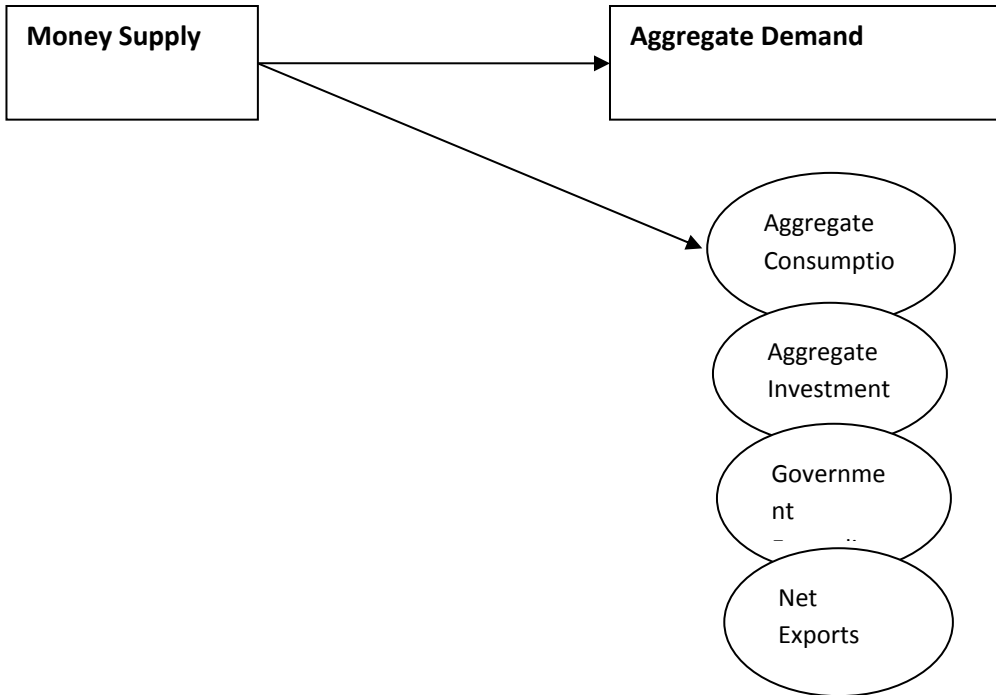 Money Supply
Aggregate Demand
Aggregate
Consumptio
Aggregate
Investment
Governme
nt
Net
Exports